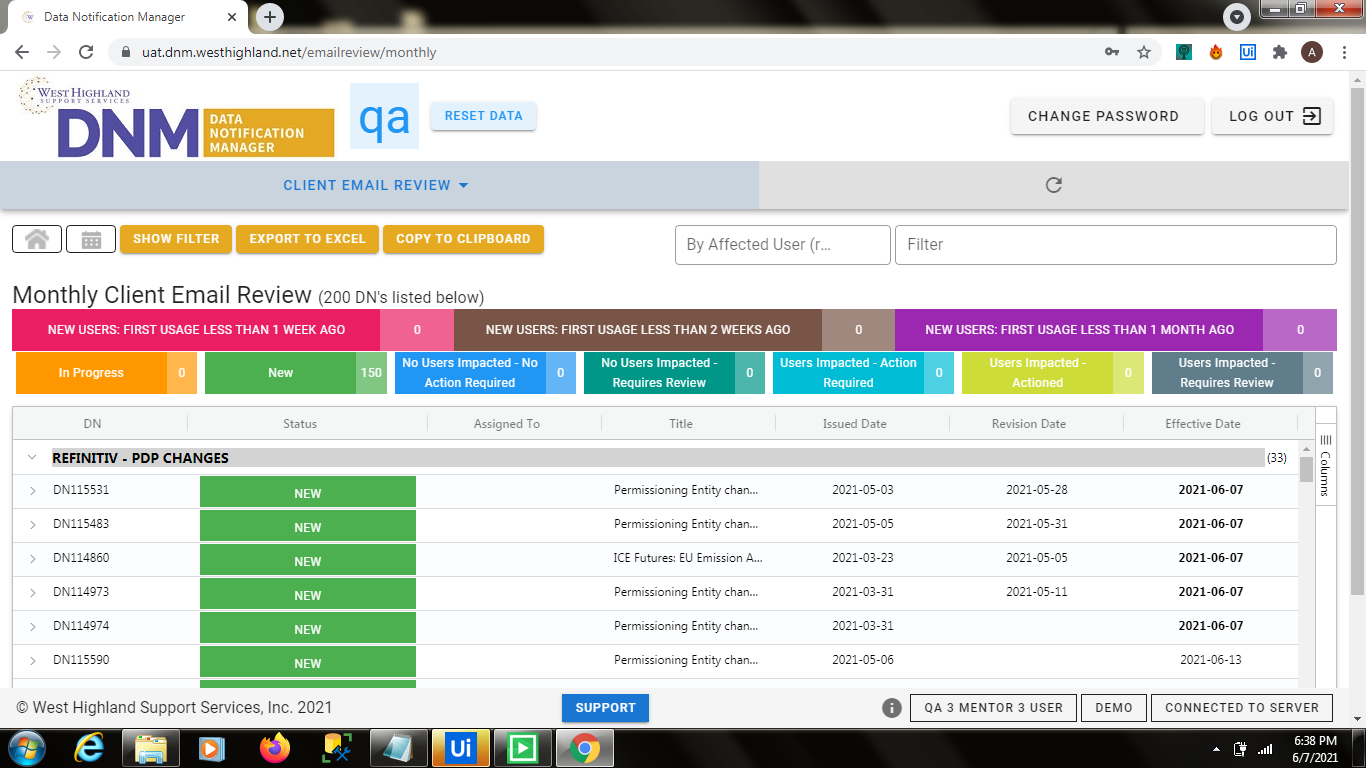 Data Notification Manager
uat.dnm.westhighland.net/emailreview/monthly
Ui
A
WEST HIGHLAND
SUPPORT SERVICES
DNM DATA NOTIFICATION MANAGER
qa
RESET DATA
CHANGE PASSWORD
LOG OUT
CLIENT EMAIL REVIEW
SHOW FILTER
EXPORT TO EXCEL
COPY TO CLIPBOARD
By Affected User (r...
Filter
Monthly Client Email Review (200 DN's listed below)
NEW USERS: FIRST USAGE LESS THAN 1 WEEK AGO 0
NEW USERS: FIRST USAGE LESS THAN 2 WEEKS AGO 0
NEW USERS: FIRST USAGE LESS THAN 1 MONTH AGO 0
In Progress 0
New 150
No Users Impacted - No
Action Required 0
No Users Impacted -
Requires Review 0
Users Impacted - Action
Required 0
Users Impacted -
Actioned 0
Users Impacted -
Requires Review 0
DN Status Assigned To Title Issued Date Revision Date Effective Date
Columns
REFINITIV - PDP CHANGES (33)
DN115531 NEW Permissioning Entity chan... 2021-05-03 2021-05-28 2021-06-07
DN115483 NEW Permissioning Entity chan... 2021-05-05 2021-05-31 2021-06-07
DN114860 NEW ICE Futures: EU Emission A... 2021-03-23 2021-05-05 2021-06-07
DN114973 NEW Permissioning Entity chan... 2021-03-31 2021-05-11 2021-06-07
DN114974 NEW Permissioning Entity chan... 2021-03-31 2021-06-07
DN115590 NEW Permissioning Entity chan... 2021-05-06 2021-06-13
© West Highland Support Services, Inc. 2021
SUPPORT
QA 3 MENTOR 3 USER
DEMO
CONNECTED TO SERVER
Ui
6:38 PM
6/7/2021